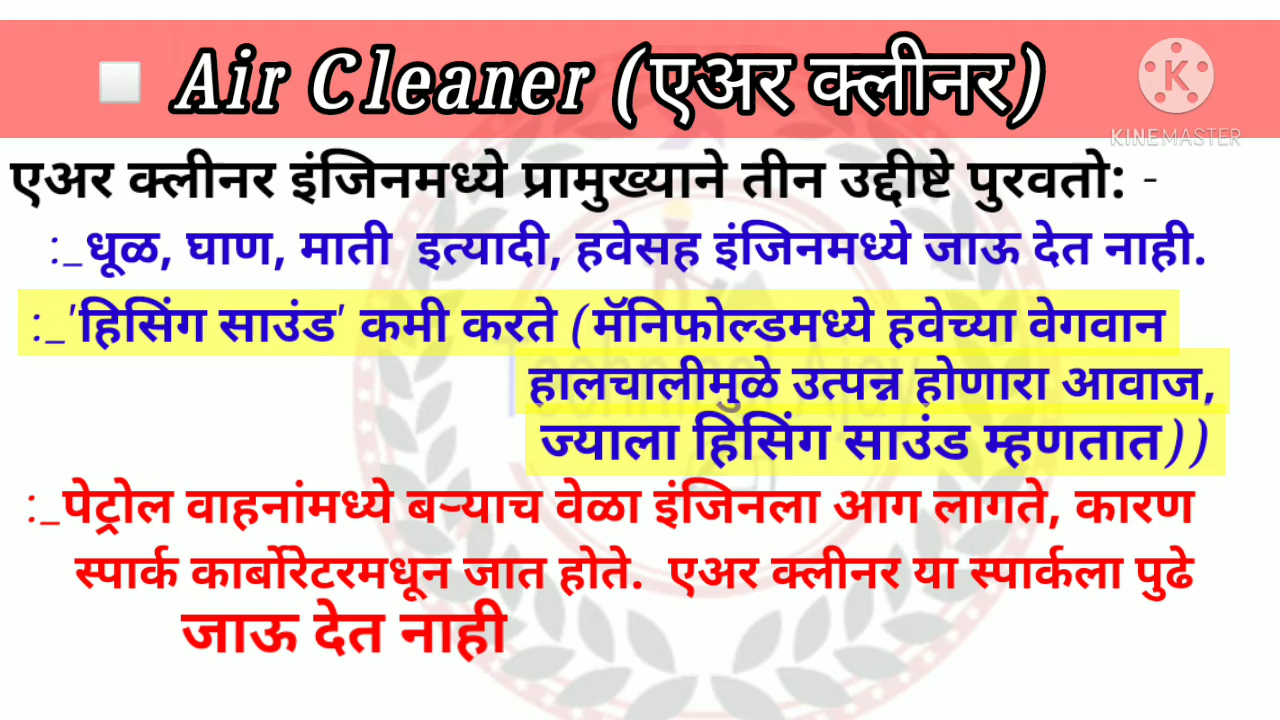 Air Cleaner (एअर क्लीनर)
K
KINEMASTER
एअर क्लीनर इंजिनमध्ये प्रामुख्याने तीन उद्दीष्टे पुरवतो: -
:_धूळ, घाण, माती इत्यादी, हवेसह इंजिनमध्ये जाऊ देत नाही.
:_'हिसिंग साउंड' कमी करते (मॅनिफोल्डमध्ये हवेच्या वेगवान
हालचालीमुळे उत्पन्न होणारा आवाज,
ज्याला हिसिंग साउंड म्हणतात))
:_पेट्रोल वाहनांमध्ये बऱ्याच वेळा इंजिनला आग लागते, कारण
स्पार्क कार्बोरेटरमधून जात होते. एअर क्लीनर या स्पार्कला पुढे
जाऊ देत नाही